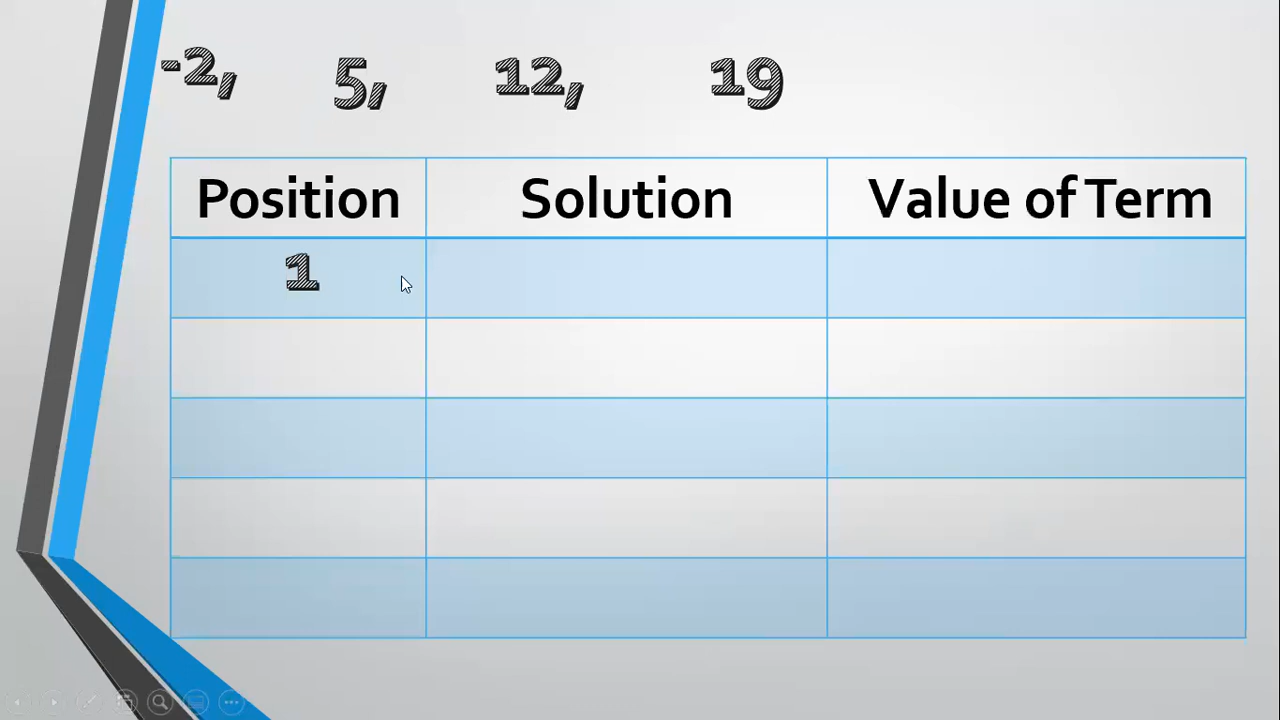 -2, 5, 12, 19
Position Solution Value of Term
1